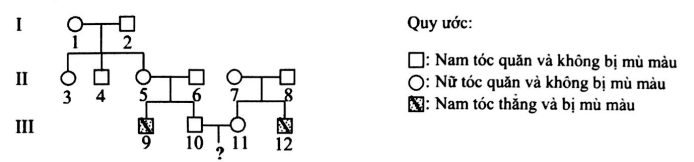 I
1 2
Quy ước:
□: Nam tóc quăn và không bị mù màu
II
3 4 5 6 7 8
○: Nữ tóc quăn và không bị mù màu
: Nam tóc thẳng và bị mù màu
III
9 10 ? 11 12